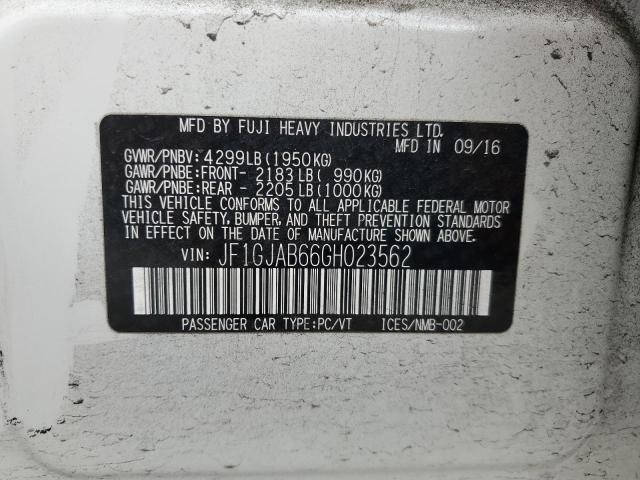 MFD BY FUJI HEAVY INDUSTRIES LTD.
MFD IN 09/16
GVWR/PNBV: 4299LB(1950KG)
GAWR/PNBE:FRONT- 2183LB( 990KG)
GAWR/PNBE:REAR - 2205LB(1000KG)
THIS VEHICLE CONFORMS TO ALL APPLICABLE FEDERAL MOTOR
VEHICLE SAFETY, BUMPER, AND THEFT PREVENTION STANDARDS
IN EFFECT ON THE DATE OF MANUFACTURE SHOWN ABOVE.
VIN: JF1GJAB66GH023562
PASSENGER CAR TYPE:PC/VT ICES/NMB-002